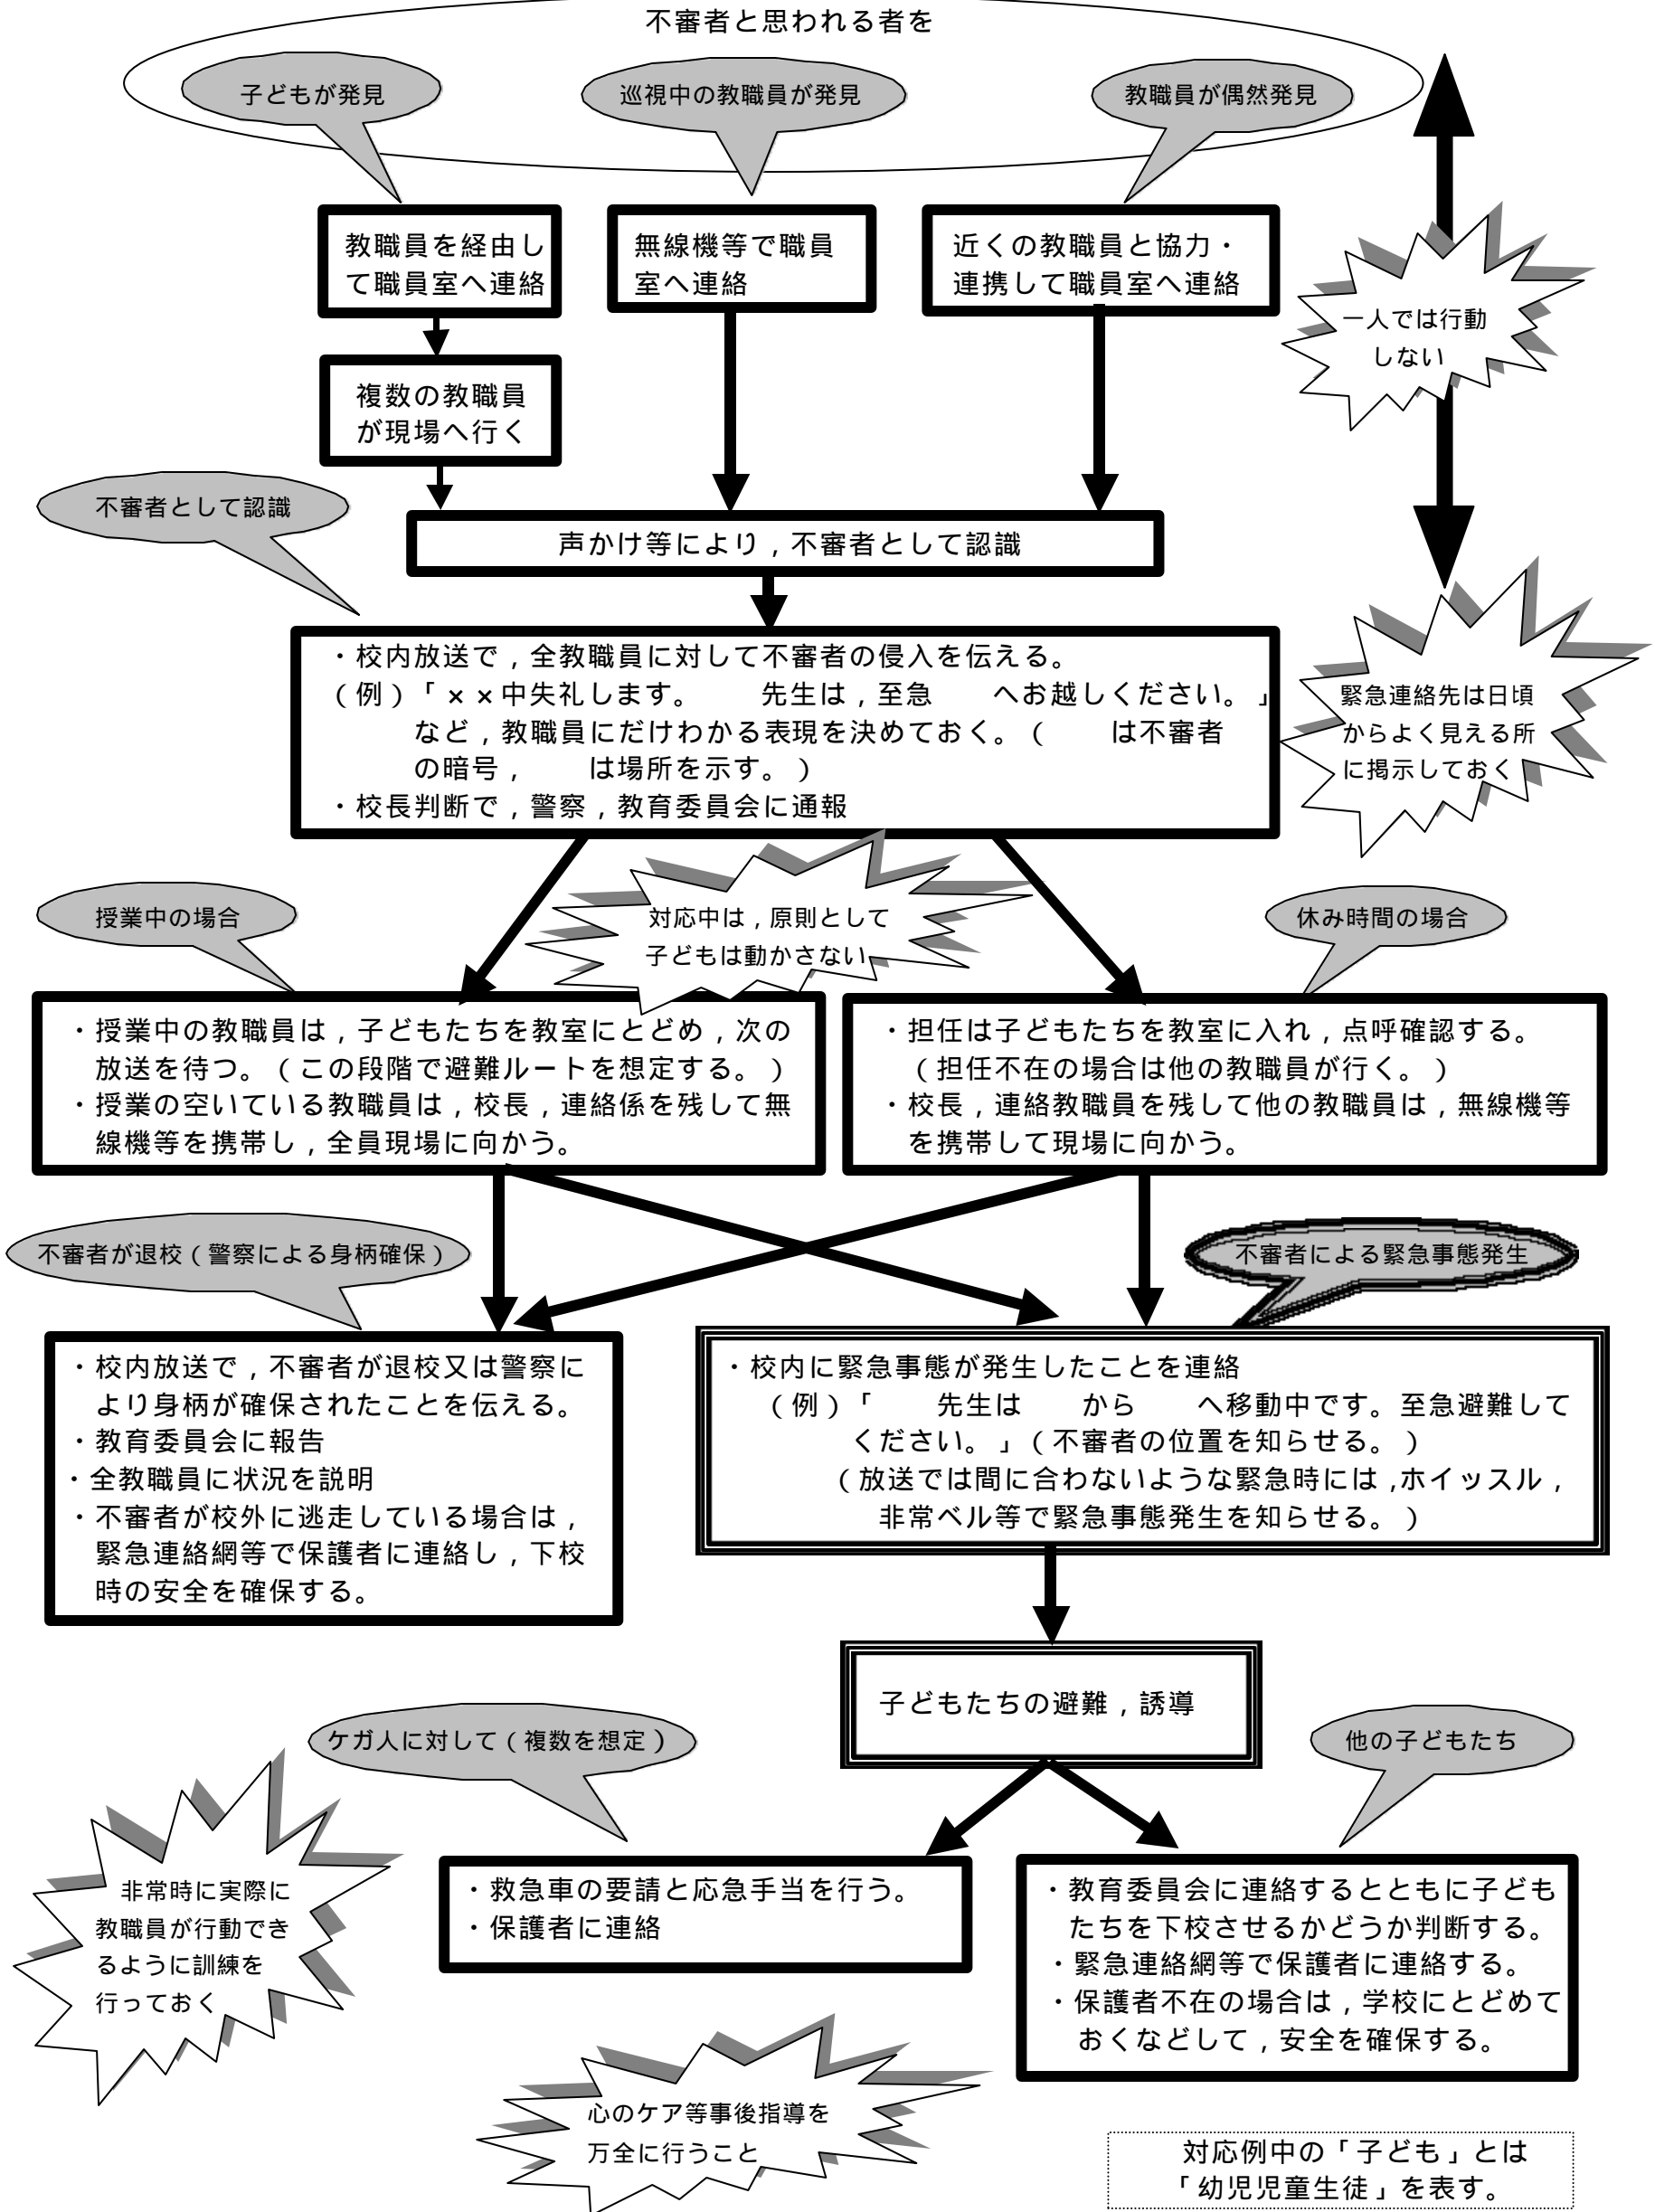 不審者と思われる者を
子どもが発見
巡視中の教職員が発見
教職員が偶然発見
教職員を経由し
て職員室へ連絡
無線機等で職員
室へ連絡
近くの教職員と協力・
連携して職員室へ連絡
一人では行動
しない
複数の教職員
が現場へ行く
不審者として認識
声かけ等により，不審者として認識
・校内放送で，全教職員に対して不審者の侵入を伝える。
（例）「××中失礼します。　　先生は，至急　　へお越しください。」
など，教職員にだけわかる表現を決めておく。（　　は不審者
の暗号，　　は場所を示す。）
・校長判断で，警察，教育委員会に通報
緊急連絡先は日頃
からよく見える所
に掲示しておく
授業中の場合
対応中は，原則として
子どもは動かさない
休み時間の場合
・授業中の教職員は，子どもたちを教室にとどめ，次の
放送を待つ。（この段階で避難ルートを想定する。）
・授業の空いている教職員は，校長，連絡係を残して無
線機等を携帯し，全員現場に向かう。
・担任は子どもたちを教室に入れ，点呼確認する。
（担任不在の場合は他の教職員が行く。）
・校長，連絡教職員を残して他の教職員は，無線機等
を携帯して現場に向かう。
不審者が退校（警察による身柄確保）
不審者による緊急事態発生
・校内放送で，不審者が退校又は警察に
より身柄が確保されたことを伝える。
・教育委員会に報告
・全教職員に状況を説明
・不審者が校外に逃走している場合は，
緊急連絡網等で保護者に連絡し，下校
時の安全を確保する。
・校内に緊急事態が発生したことを連絡
（例）「　　先生は　　から　　へ移動中です。至急避難して
ください。」（不審者の位置を知らせる。）
（放送では間に合わないような緊急時には，ホイッスル，
非常ベル等で緊急事態発生を知らせる。）
子どもたちの避難，誘導
ケガ人に対して（複数を想定）
他の子どもたち
非常時に実際に
教職員が行動でき
るように訓練を
行っておく
・救急車の要請と応急手当を行う。
・保護者に連絡
・教育委員会に連絡するとともに子ども
たちを下校させるかどうか判断する。
・緊急連絡網等で保護者に連絡する。
・保護者不在の場合は，学校にとどめて
おくなどして，安全を確保する。
心のケア等事後指導を
万全に行うこと
対応例中の「子ども」とは
「幼児児童生徒」を表す。